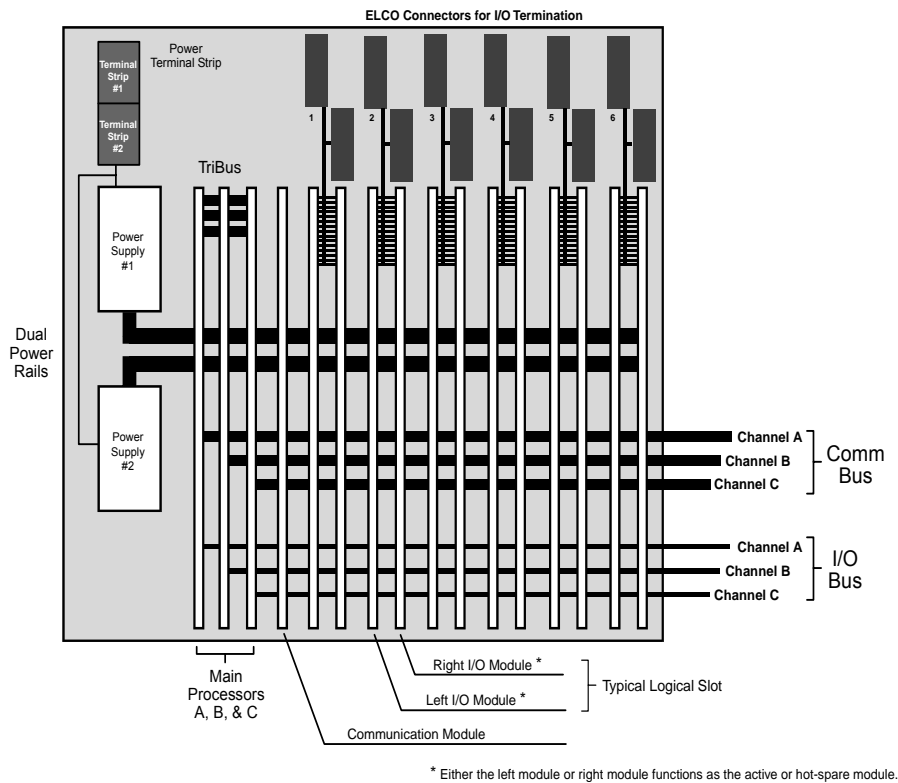 ELCO Connectors for I/O Termination
Terminal
Strip
#1
Power
Terminal Strip
Terminal
Strip
#2
1
2
3
4
5
6
TriBus
Power
Supply
#1
Dual
Power
Rails
Power
Supply
#2
Channel A
Channel B
Channel C
Comm
Bus
Channel A
Channel B
Channel C
I/O
Bus
Main
Processors
A, B, & C
Right I/O Module *
Left I/O Module *
Typical Logical Slot
Communication Module
* Either the left module or right module functions as the active or hot-spare module.